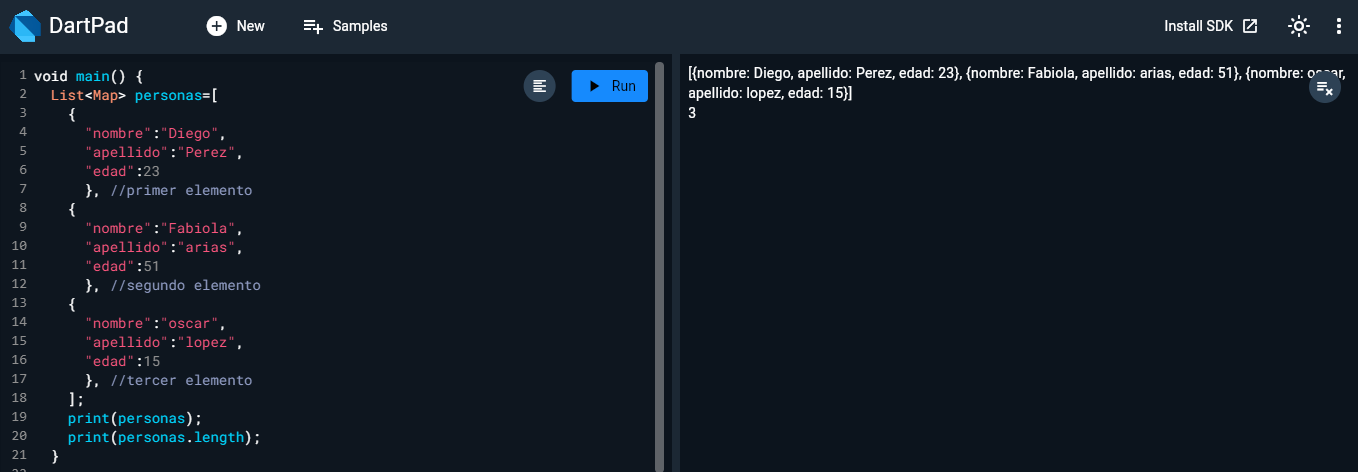 DartPad
New
Samples
Install SDK
Run
1 void main() {
2 List<Map> personas=[
3 {
4 "nombre":"Diego",
5 "apellido":"Perez",
6 "edad":23
7 }, //primer elemento
8 {
9 "nombre":"Fabiola",
10 "apellido":"arias",
11 "edad":51
12 }, //segundo elemento
13 {
14 "nombre":"oscar",
15 "apellido":"lopez",
16 "edad":15
17 }, //tercer elemento
18 ];
19 print(personas);
20 print(personas.length);
21 }
[{nombre: Diego, apellido: Perez, edad: 23}, {nombre: Fabiola, apellido: arias, edad: 51}, {nombre: oscar,
apellido: lopez, edad: 15}]
3